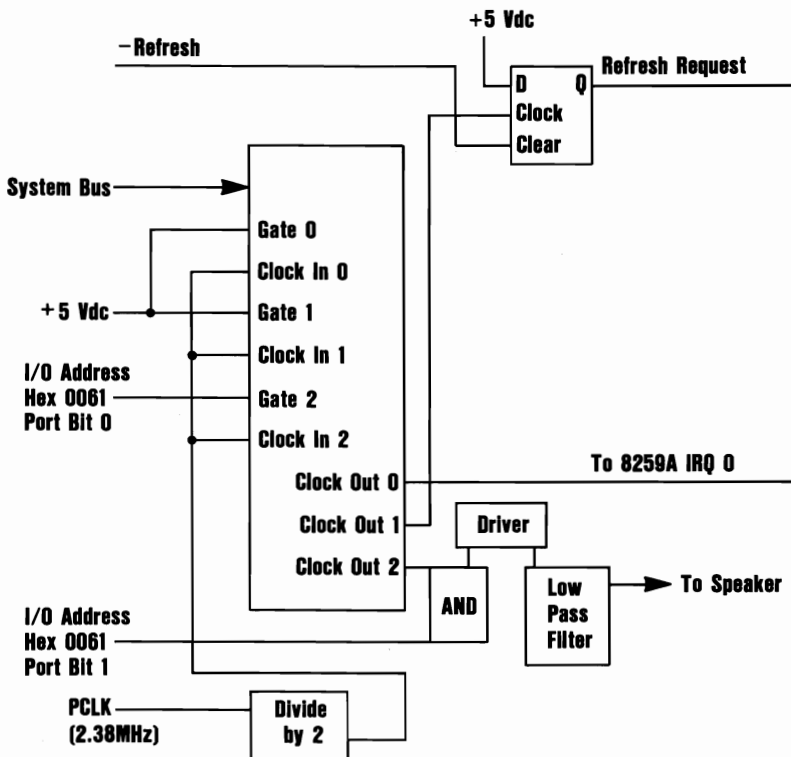 +5 Vdc
−Refresh
D Q
Refresh Request
Clock
Clear
System Bus
Gate 0
Clock In 0
+5 Vdc
Gate 1
Clock In 1
I/O Address
Hex 0061
Port Bit 0
Gate 2
Clock In 2
Clock Out 0
To 8259A IRQ 0
Clock Out 1
Driver
Clock Out 2
AND
Low
Pass
Filter
To Speaker
I/O Address
Hex 0061
Port Bit 1
PCLK
(2.38MHz)
Divide
by 2